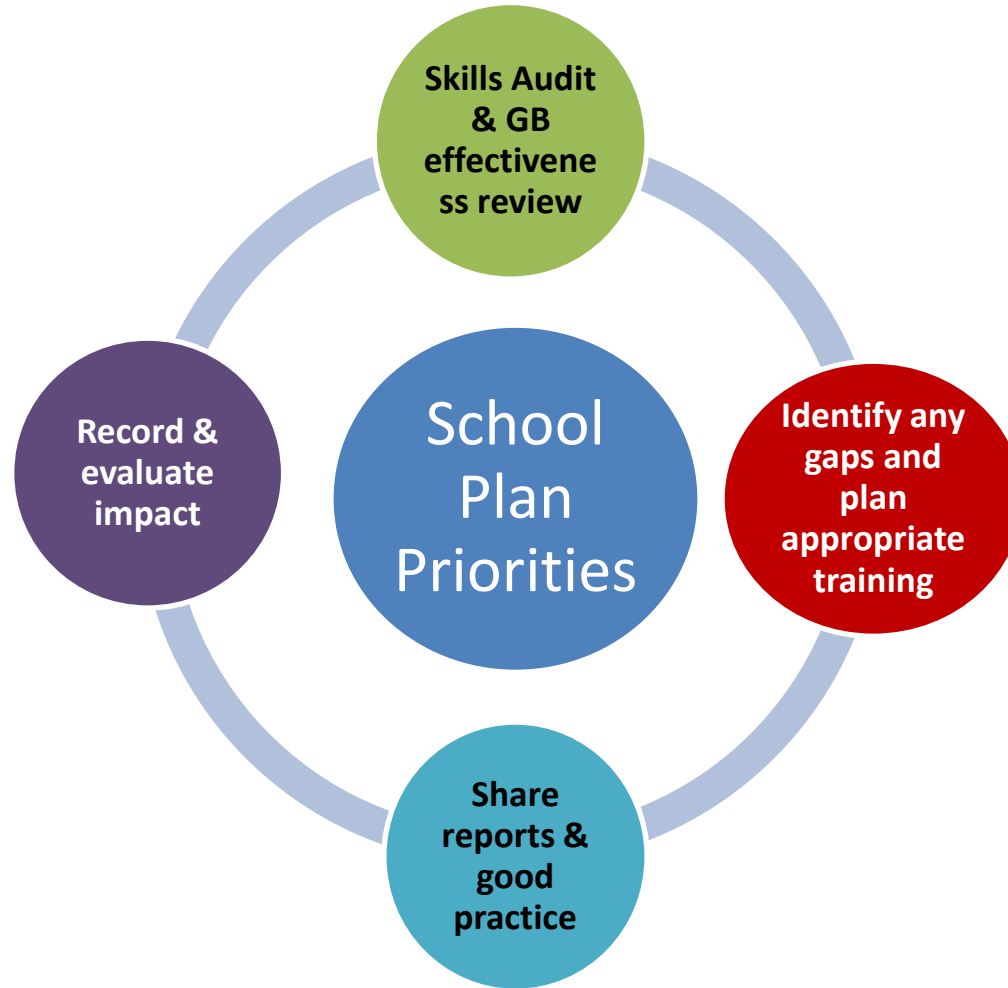 Skills Audit
& GB
effectivene
ss review
Identify any
gaps and
plan
appropriate
training
School
Plan
Priorities
Record &
evaluate
impact
Share
reports &
good
practice